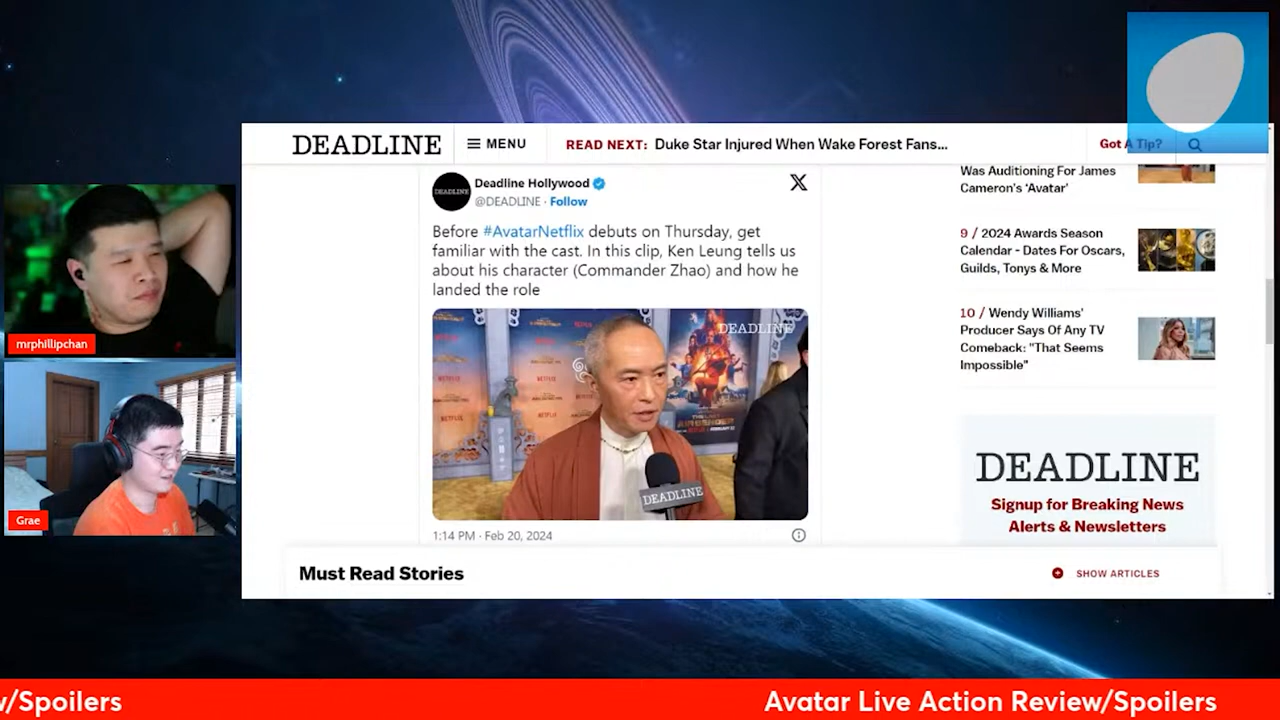 DEADLINE
MENU
READ NEXT: Duke Star Injured When Wake Forest Fans...
Got A Tip?
DEADLINE
Deadline Hollywood
@DEADLINE · Follow
Before #AvatarNetflix debuts on Thursday, get
familiar with the cast. In this clip, Ken Leung tells us
about his character (Commander Zhao) and how he
landed the role
DEADLINE
NETFLIX
DEADLINE
1:14 PM · Feb 20, 2024
Was Auditioning For James
Cameron's 'Avatar'
9 / 2024 Awards Season
Calendar - Dates For Oscars,
Guilds, Tonys & More
10 / Wendy Williams'
Producer Says Of Any TV
Comeback: "That Seems
Impossible"
DEADLINE
Signup for Breaking News
Alerts & Newsletters
Must Read Stories
SHOW ARTICLES
mrphillipchan
Grae
w/Spoilers
Avatar Live Action Review/Spoilers